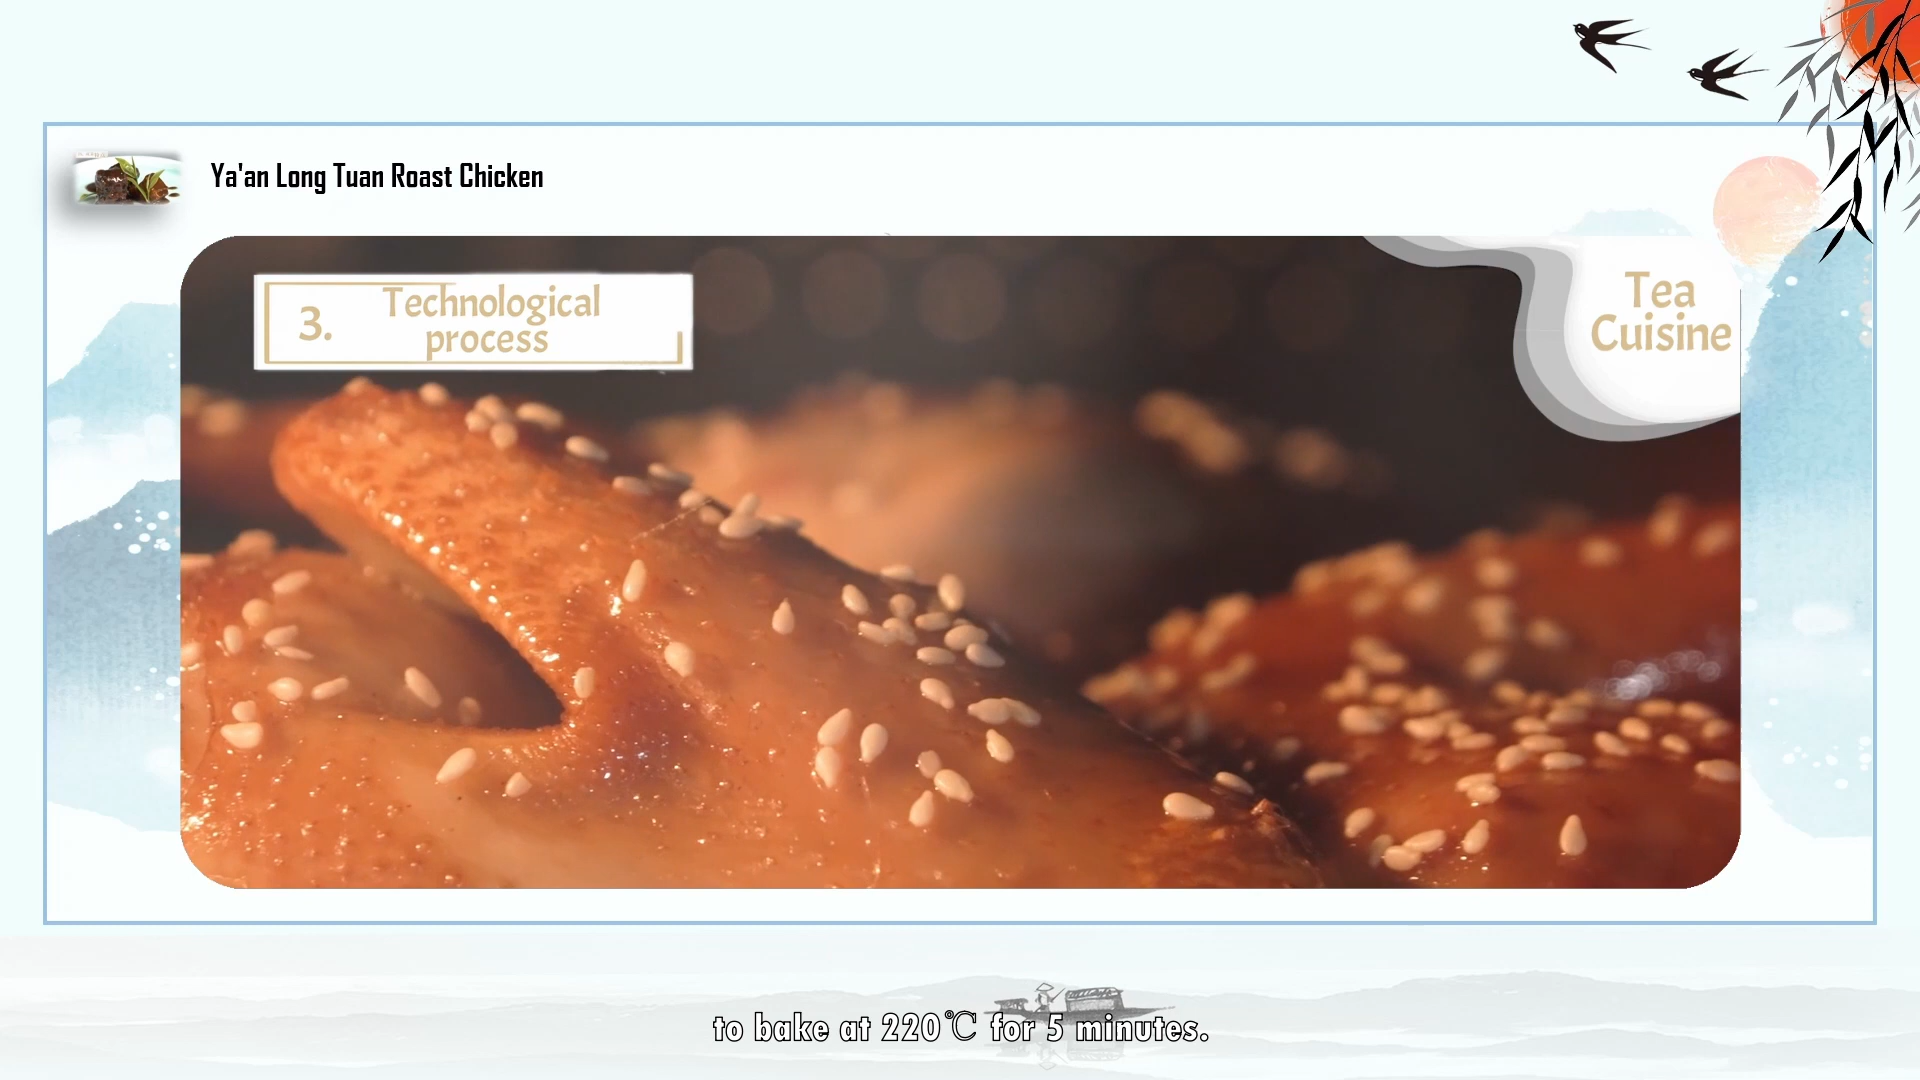 Ya'an Long Tuan Roast Chicken
3.
Technological
process
Tea
Cuisine
to bake at 220℃ for 5 minutes.